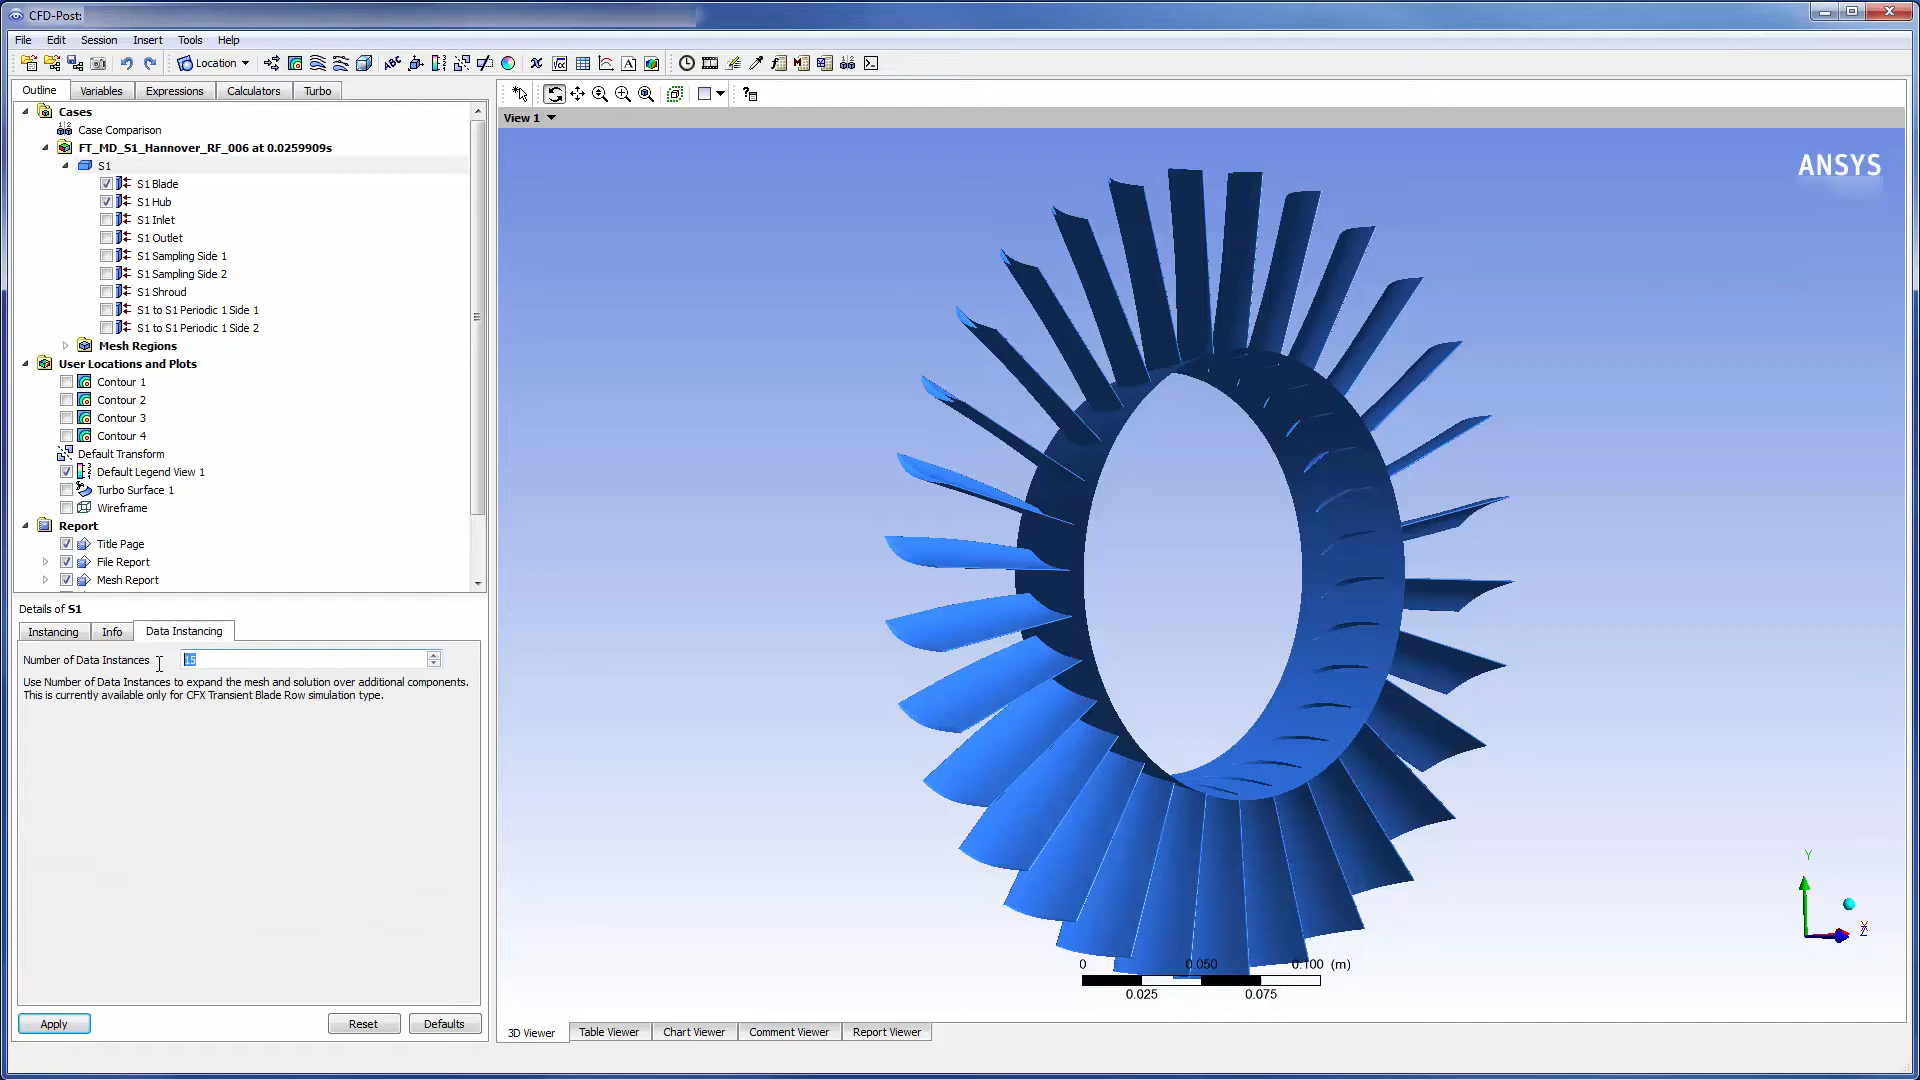 CFD-Post:
File Edit Session Insert Tools Help
Location
Outline Variables Expressions Calculators Turbo
Cases
Case Comparison
FT_MD_S1_Hannover_RF_006 at 0.0259909s
S1
S1 Blade
S1 Hub
S1 Inlet
S1 Outlet
S1 Sampling Side 1
S1 Sampling Side 2
S1 Shroud
S1 to S1 Periodic 1 Side 1
S1 to S1 Periodic 1 Side 2
Mesh Regions
User Locations and Plots
Contour 1
Contour 2
Contour 3
Contour 4
Default Transform
Default Legend View 1
Turbo Surface 1
Wireframe
Report
Title Page
File Report
Mesh Report
Details of S1
Instancing Info Data Instancing
Number of Data Instances 15
Use Number of Data Instances to expand the mesh and solution over additional components.
This is currently available only for CFX Transient Blade Row simulation type.
Apply Reset Defaults
View 1
ANSYS
Y
Z
0 0.050 0.100 (m)
0.025 0.075
3D Viewer Table Viewer Chart Viewer Comment Viewer Report Viewer